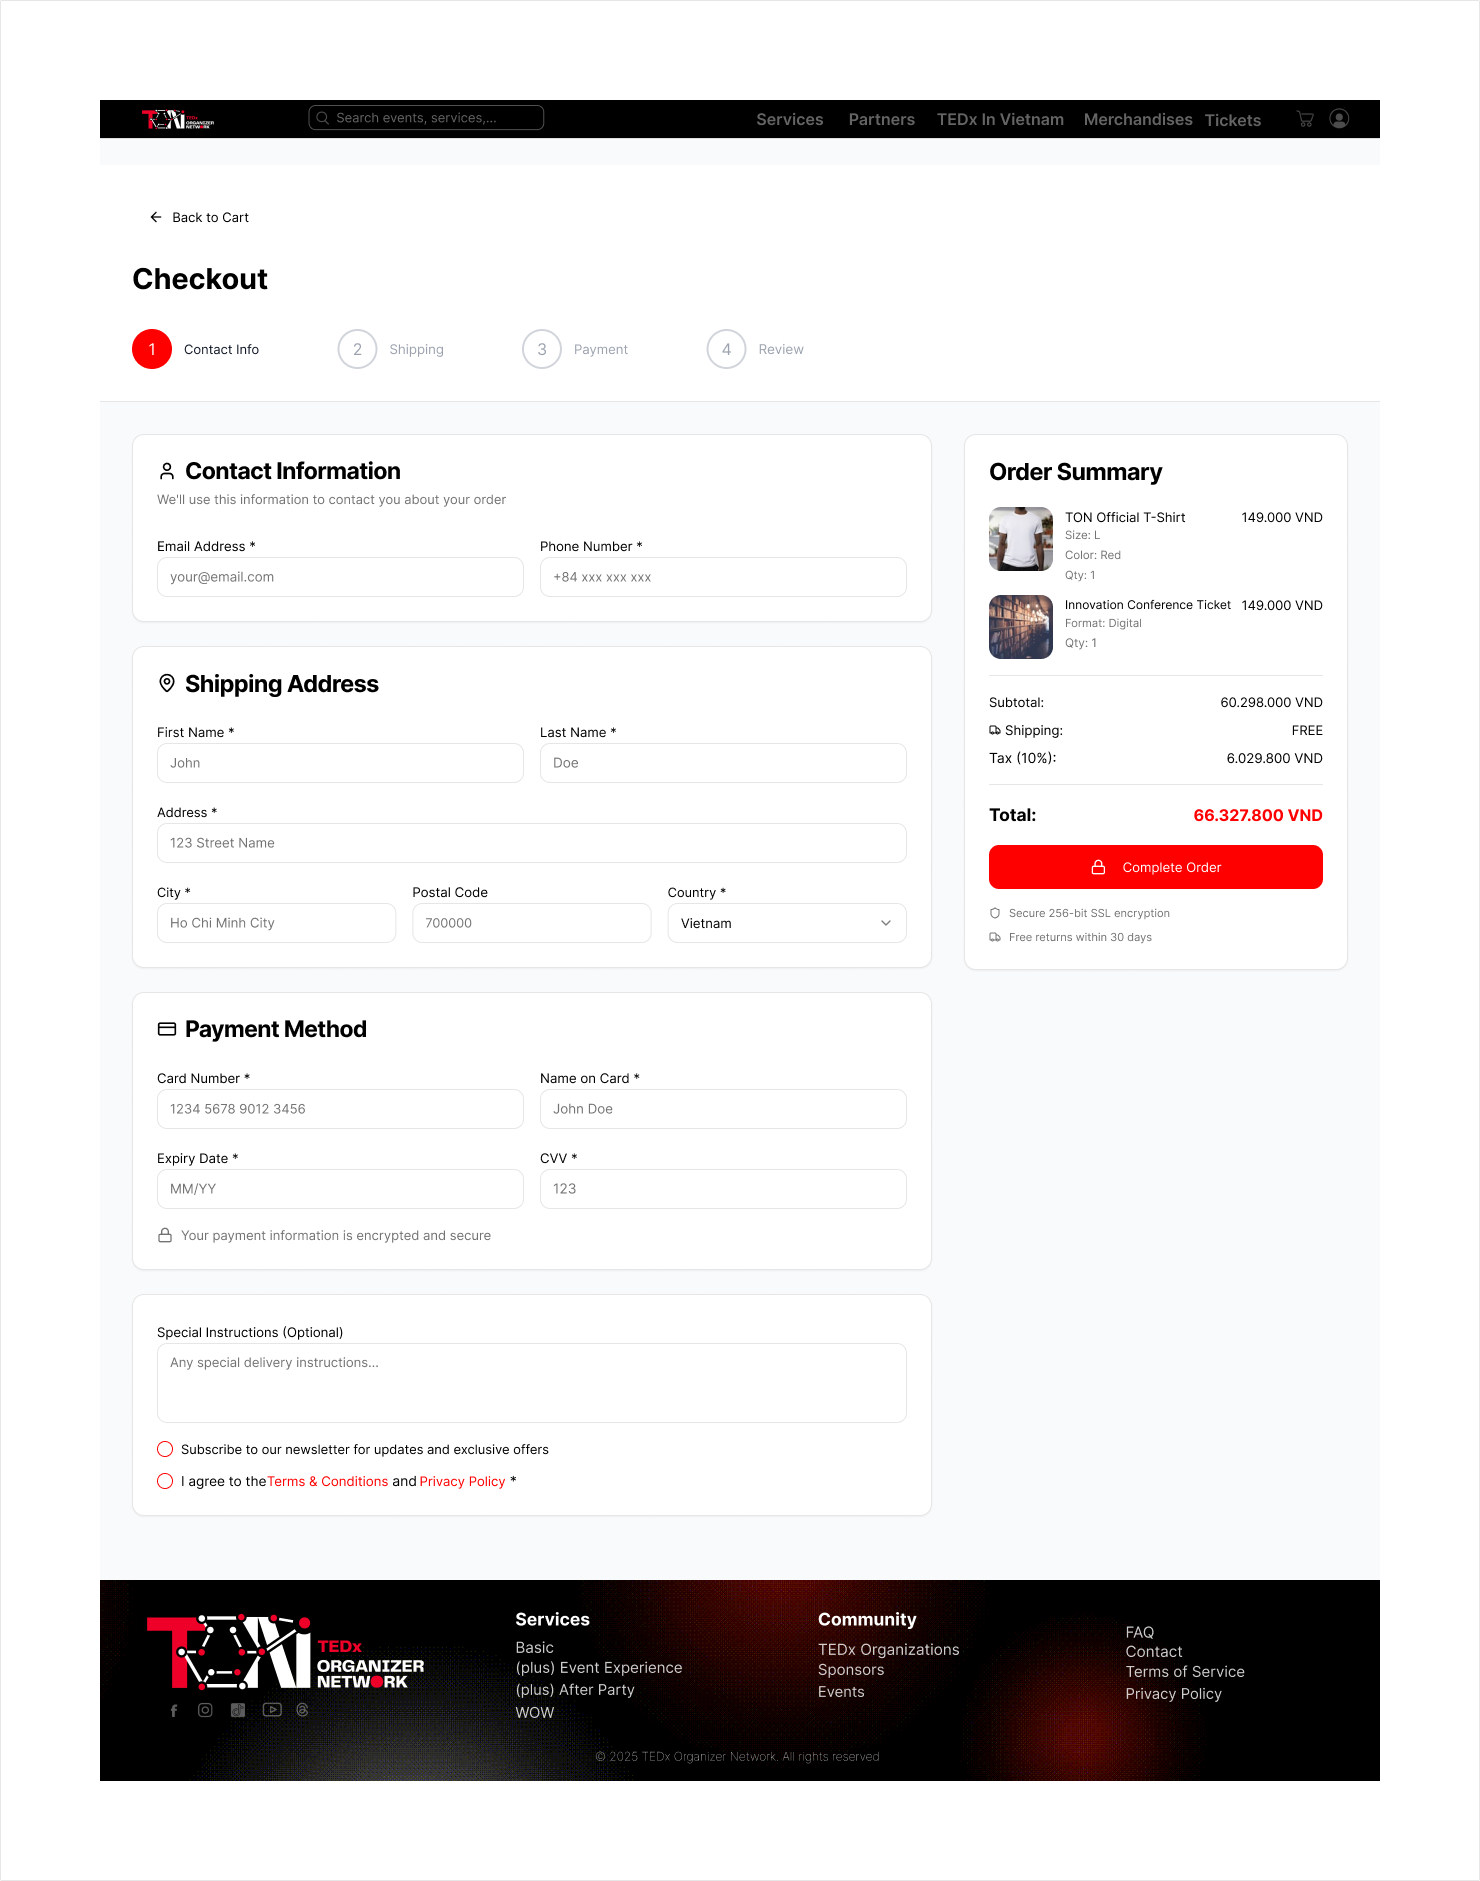 TEDx
ORGANIZER
NETWORK
Search events, services,...
Services
Partners
TEDx In Vietnam
Merchandises
Tickets
Back to Cart
Checkout
1 Contact Info
2 Shipping
3 Payment
4 Review
Contact Information
We'll use this information to contact you about your order
Email Address *
your@email.com
Phone Number *
+84 xxx xxx xxx
Shipping Address
First Name *
John
Last Name *
Doe
Address *
123 Street Name
City *
Ho Chi Minh City
Postal Code
700000
Country *
Vietnam
Payment Method
Card Number *
1234 5678 9012 3456
Name on Card *
John Doe
Expiry Date *
MM/YY
CVV *
123
Your payment information is encrypted and secure
Special Instructions (Optional)
Any special delivery instructions...
Subscribe to our newsletter for updates and exclusive offers
I agree to the Terms & Conditions and Privacy Policy *
Order Summary
TON Official T-Shirt 149.000 VND
Size: L
Color: Red
Qty: 1
Innovation Conference Ticket 149.000 VND
Format: Digital
Qty: 1
Subtotal: 60.298.000 VND
Shipping: FREE
Tax (10%): 6.029.800 VND
Total: 66.327.800 VND
Complete Order
Secure 256-bit SSL encryption
Free returns within 30 days
TON
TEDx
ORGANIZER
NETWORK
Services
Basic
(plus) Event Experience
(plus) After Party
WOW
Community
TEDx Organizations
Sponsors
Events
FAQ
Contact
Terms of Service
Privacy Policy
© 2025 TEDx Organizer Network. All rights reserved